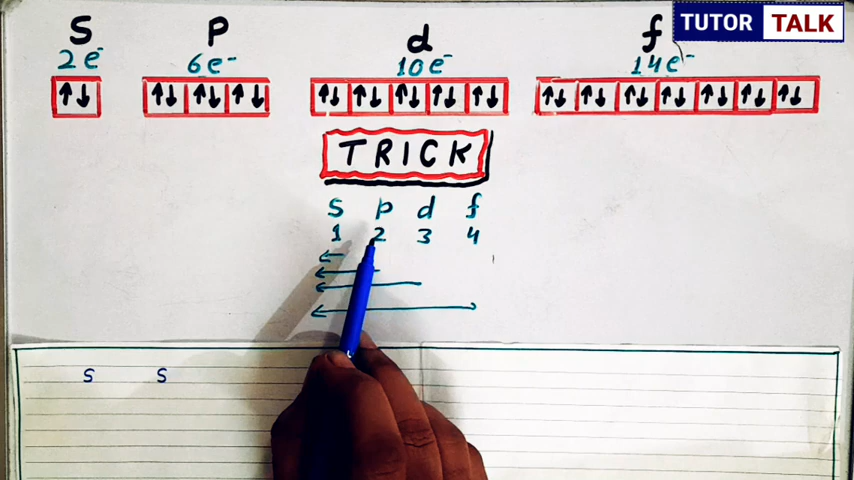 S P d f
TUTOR TALK
2e⁻ 6e⁻ 10e⁻ 14e⁻
↑↓ ↑↓ ↑↓ ↑↓ ↑↓ ↑↓ ↑↓ ↑↓ ↑↓ ↑↓ ↑↓ ↑↓ ↑↓ ↑↓ ↑↓ ↑↓
TRICK
S P d f
1 2 3 4
S S